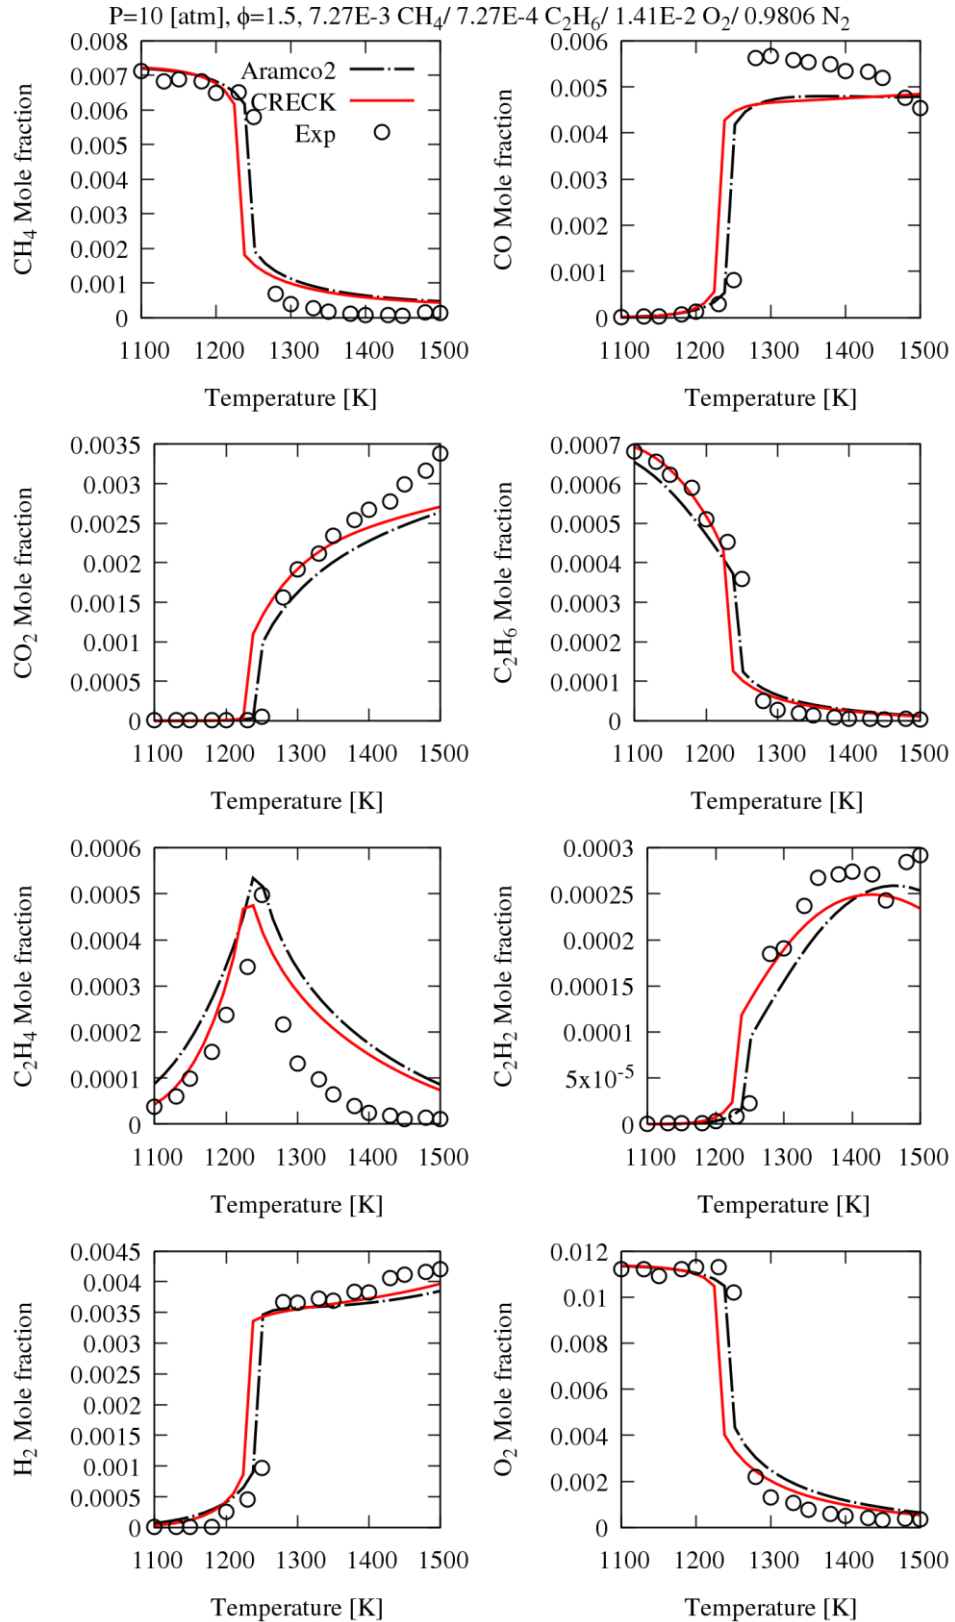 P=10 [atm], ϕ=1.5, 7.27E-3 CH₄/ 7.27E-4 C₂H₆/ 1.41E-2 O₂/ 0.9806 N₂
CH₄ Mole fraction
0.008
0.007
0.006
0.005
0.004
0.003
0.002
0.001
0
Aramco2
CRECK
Exp
1100 1200 1300 1400 1500
Temperature [K]
CO Mole fraction
0.006
0.005
0.004
0.003
0.002
0.001
0
1100 1200 1300 1400 1500
Temperature [K]
CO₂ Mole fraction
0.0035
0.003
0.0025
0.002
0.0015
0.001
0.0005
0
1100 1200 1300 1400 1500
Temperature [K]
C₂H₆ Mole fraction
0.0007
0.0006
0.0005
0.0004
0.0003
0.0002
0.0001
0
1100 1200 1300 1400 1500
Temperature [K]
C₂H₄ Mole fraction
0.0006
0.0005
0.0004
0.0003
0.0002
0.0001
0
1100 1200 1300 1400 1500
Temperature [K]
C₂H₂ Mole fraction
0.0003
0.00025
0.0002
0.00015
0.0001
5x10⁻⁵
0
1100 1200 1300 1400 1500
Temperature [K]
H₂ Mole fraction
0.0045
0.004
0.0035
0.003
0.0025
0.002
0.0015
0.001
0.0005
0
1100 1200 1300 1400 1500
Temperature [K]
O₂ Mole fraction
0.012
0.01
0.008
0.006
0.004
0.002
0
1100 1200 1300 1400 1500
Temperature [K]